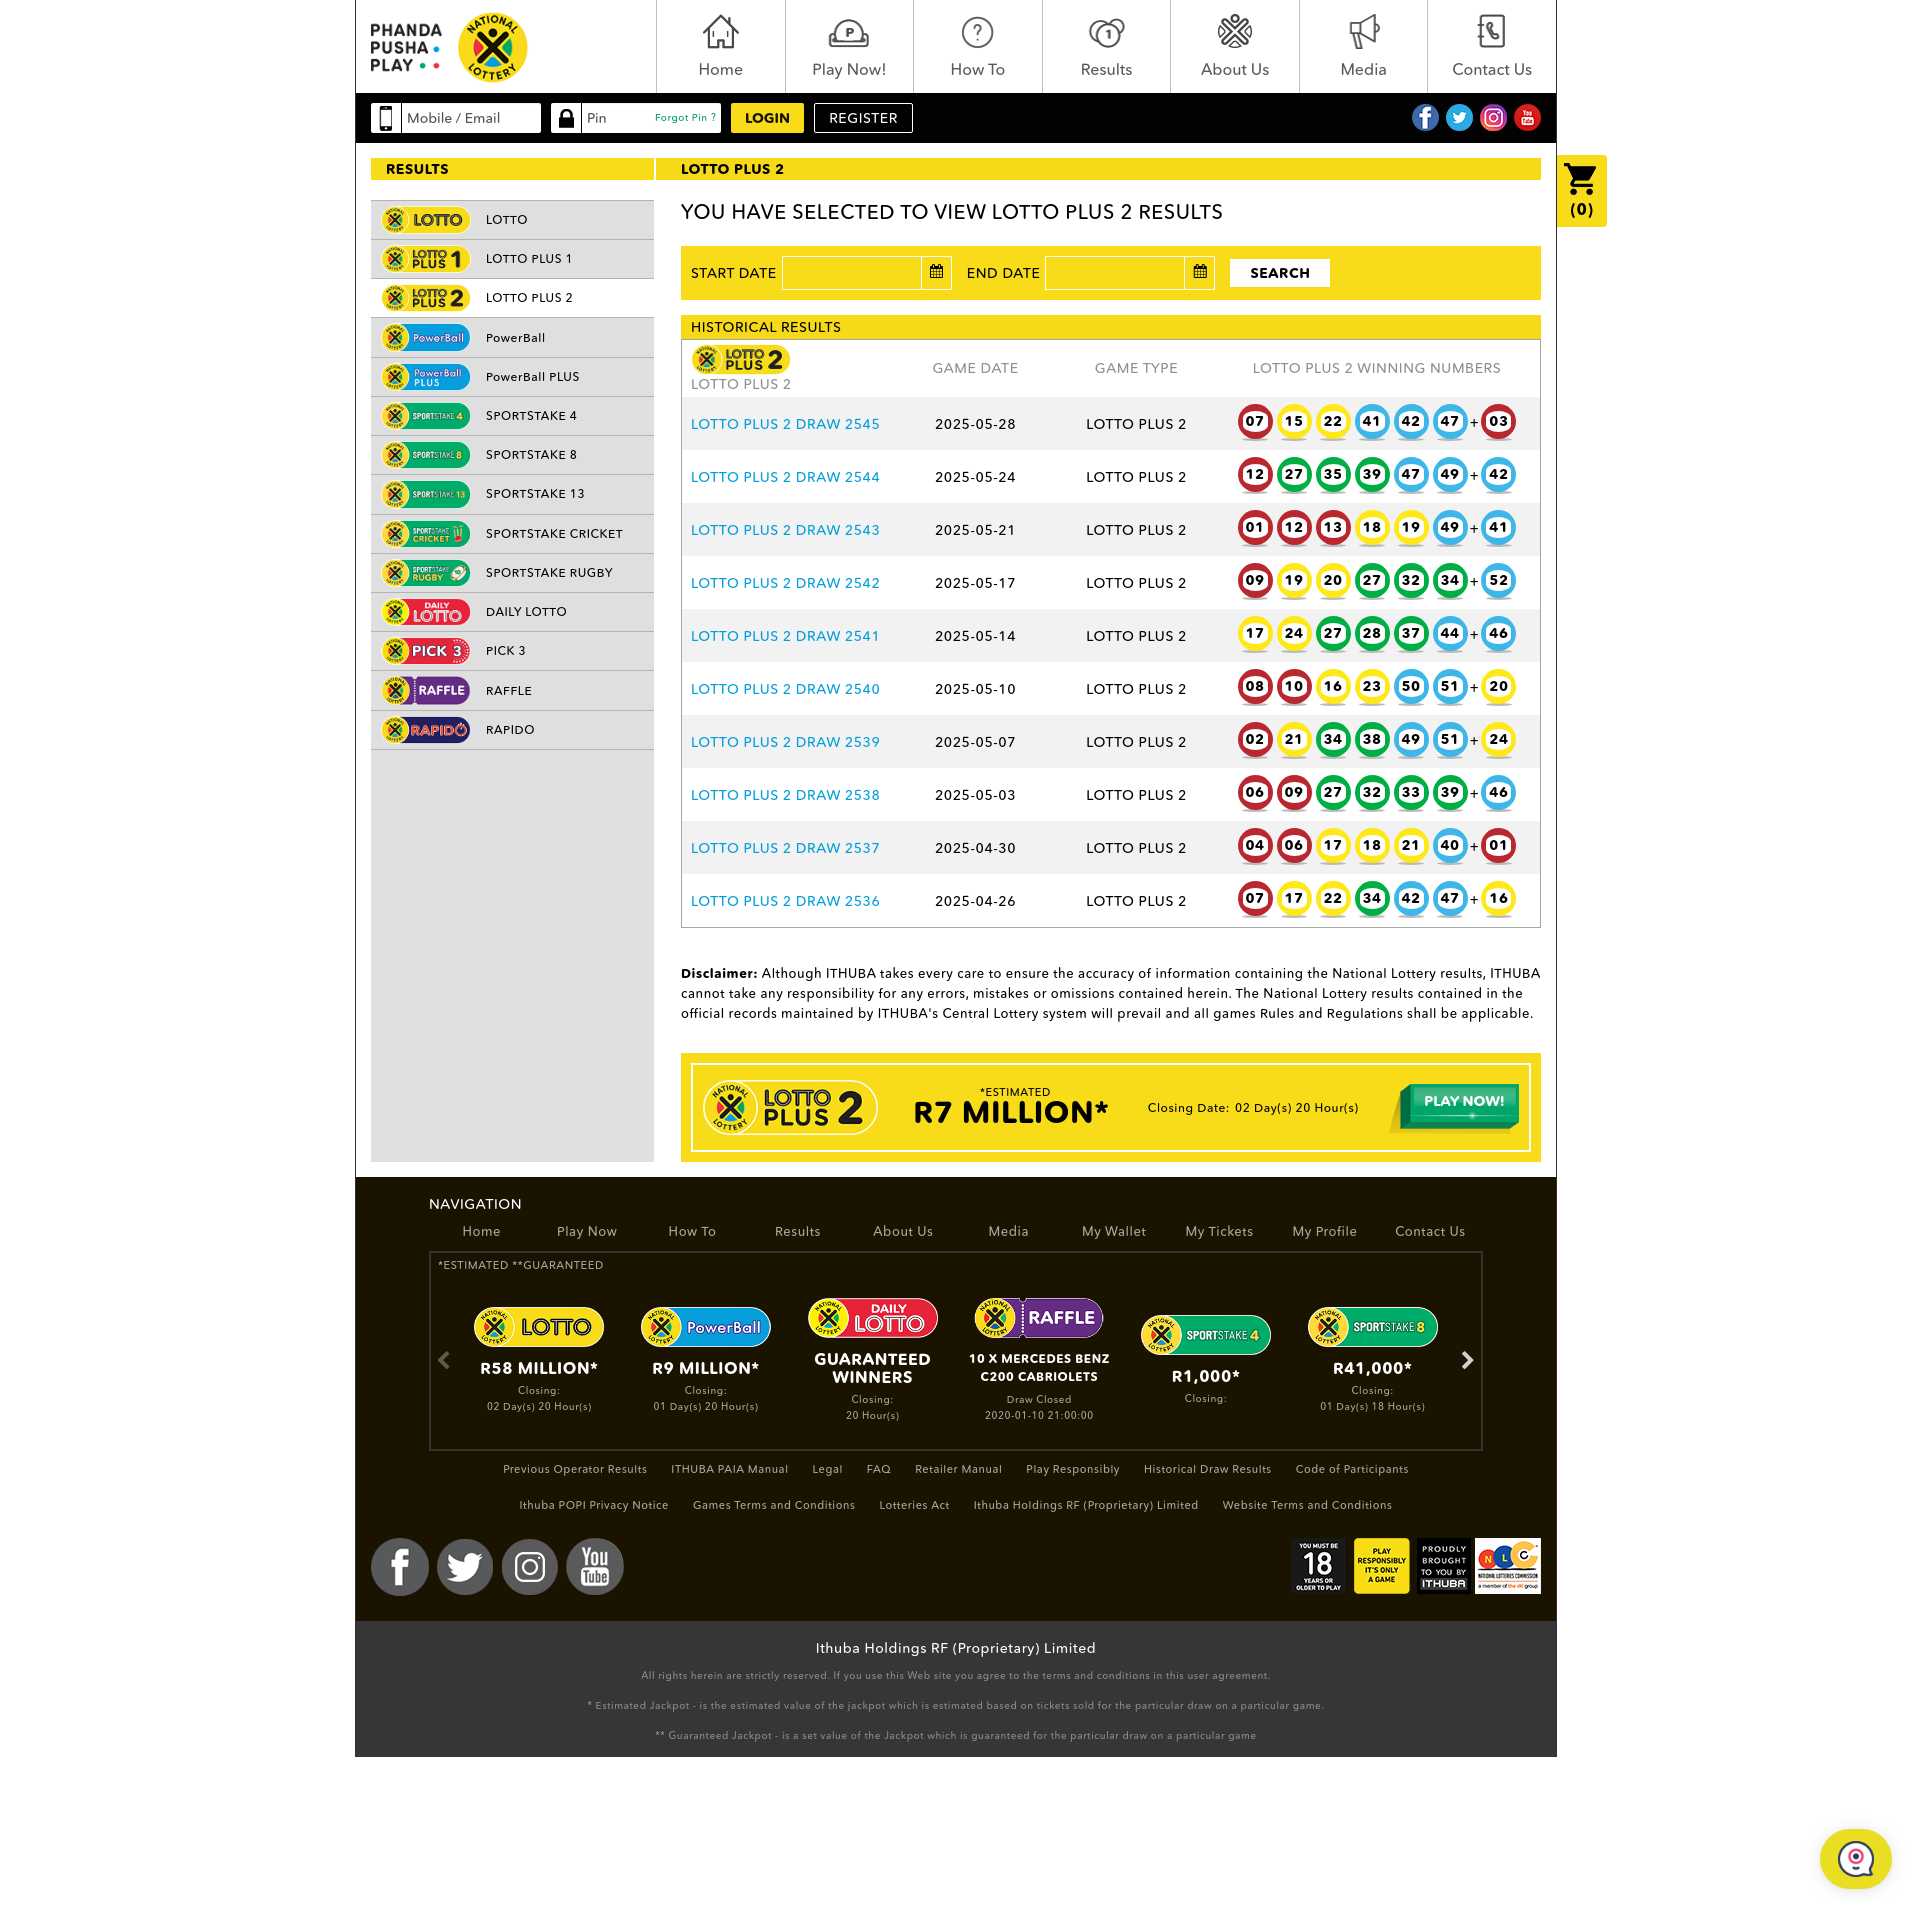 PHANDA
PUSHA
PLAY
NATIONAL
LOTTERY
Home
Play Now!
How To
Results
About Us
Media
Contact Us
Mobile / Email
Pin
Forgot Pin ?
LOGIN
REGISTER
RESULTS
LOTTO PLUS 2
(0)
LOTTO LOTTO
LOTTO PLUS 1 LOTTO PLUS 1
LOTTO PLUS 2 LOTTO PLUS 2
PowerBall PowerBall
PowerBall PLUS PowerBall PLUS
SPORTSTAKE 4 SPORTSTAKE 4
SPORTSTAKE 8 SPORTSTAKE 8
SPORTSTAKE 13 SPORTSTAKE 13
SPORTSTAKE CRICKET SPORTSTAKE CRICKET
SPORTSTAKE RUGBY SPORTSTAKE RUGBY
DAILY LOTTO DAILY LOTTO
PICK 3 PICK 3
RAFFLE RAFFLE
RAPIDO RAPIDO
YOU HAVE SELECTED TO VIEW LOTTO PLUS 2 RESULTS
START DATE END DATE SEARCH
HISTORICAL RESULTS
LOTTO PLUS 2
LOTTO PLUS 2 GAME DATE GAME TYPE LOTTO PLUS 2 WINNING NUMBERS
LOTTO PLUS 2 DRAW 2545 2025-05-28 LOTTO PLUS 2 07 15 22 41 42 47 + 03
LOTTO PLUS 2 DRAW 2544 2025-05-24 LOTTO PLUS 2 12 27 35 39 47 49 + 42
LOTTO PLUS 2 DRAW 2543 2025-05-21 LOTTO PLUS 2 01 12 13 18 19 49 + 41
LOTTO PLUS 2 DRAW 2542 2025-05-17 LOTTO PLUS 2 09 19 20 27 32 34 + 52
LOTTO PLUS 2 DRAW 2541 2025-05-14 LOTTO PLUS 2 17 24 27 28 37 44 + 46
LOTTO PLUS 2 DRAW 2540 2025-05-10 LOTTO PLUS 2 08 10 16 23 50 51 + 20
LOTTO PLUS 2 DRAW 2539 2025-05-07 LOTTO PLUS 2 02 21 34 38 49 51 + 24
LOTTO PLUS 2 DRAW 2538 2025-05-03 LOTTO PLUS 2 06 09 27 32 33 39 + 46
LOTTO PLUS 2 DRAW 2537 2025-04-30 LOTTO PLUS 2 04 06 17 18 21 40 + 01
LOTTO PLUS 2 DRAW 2536 2025-04-26 LOTTO PLUS 2 07 17 22 34 42 47 + 16
Disclaimer: Although ITHUBA takes every care to ensure the accuracy of information containing the National Lottery results, ITHUBA
cannot take any responsibility for any errors, mistakes or omissions contained herein. The National Lottery results contained in the
official records maintained by ITHUBA's Central Lottery system will prevail and all games Rules and Regulations shall be applicable.
NATIONAL LOTTERY LOTTO PLUS 2
*ESTIMATED
R7 MILLION*
Closing Date: 02 Day(s) 20 Hour(s)
PLAY NOW!
NAVIGATION
Home Play Now How To Results About Us Media My Wallet My Tickets My Profile Contact Us
*ESTIMATED **GUARANTEED
NATIONAL LOTTERY LOTTO
R58 MILLION*
Closing:
02 Day(s) 20 Hour(s)
NATIONAL LOTTERY PowerBall
R9 MILLION*
Closing:
01 Day(s) 20 Hour(s)
NATIONAL LOTTERY DAILY LOTTO
GUARANTEED
WINNERS
Closing:
20 Hour(s)
NATIONAL LOTTERY RAFFLE
10 X MERCEDES BENZ
C200 CABRIOLETS
Draw Closed
2020-01-10 21:00:00
NATIONAL LOTTERY SPORTSTAKE 4
R1,000*
Closing:
NATIONAL LOTTERY SPORTSTAKE 8
R41,000*
Closing:
01 Day(s) 18 Hour(s)
Previous Operator Results ITHUBA PAIA Manual Legal FAQ Retailer Manual Play Responsibly Historical Draw Results Code of Participants
Ithuba POPI Privacy Notice Games Terms and Conditions Lotteries Act Ithuba Holdings RF (Proprietary) Limited Website Terms and Conditions
You
Tube
YOU MUST BE
18
YEARS OR
OLDER TO PLAY
PLAY
RESPONSIBLY
IT'S ONLY
A GAME
PROUDLY
BROUGHT
TO YOU BY
ITHUBA
NLC
NATIONAL LOTTERIES COMMISSION
a member of the dti group
Ithuba Holdings RF (Proprietary) Limited
All rights herein are strictly reserved. If you use this Web site you agree to the terms and conditions in this user agreement.
* Estimated Jackpot - is the estimated value of the jackpot which is estimated based on tickets sold for the particular draw on a particular game.
** Guaranteed Jackpot - is a set value of the Jackpot which is guaranteed for the particular draw on a particular game